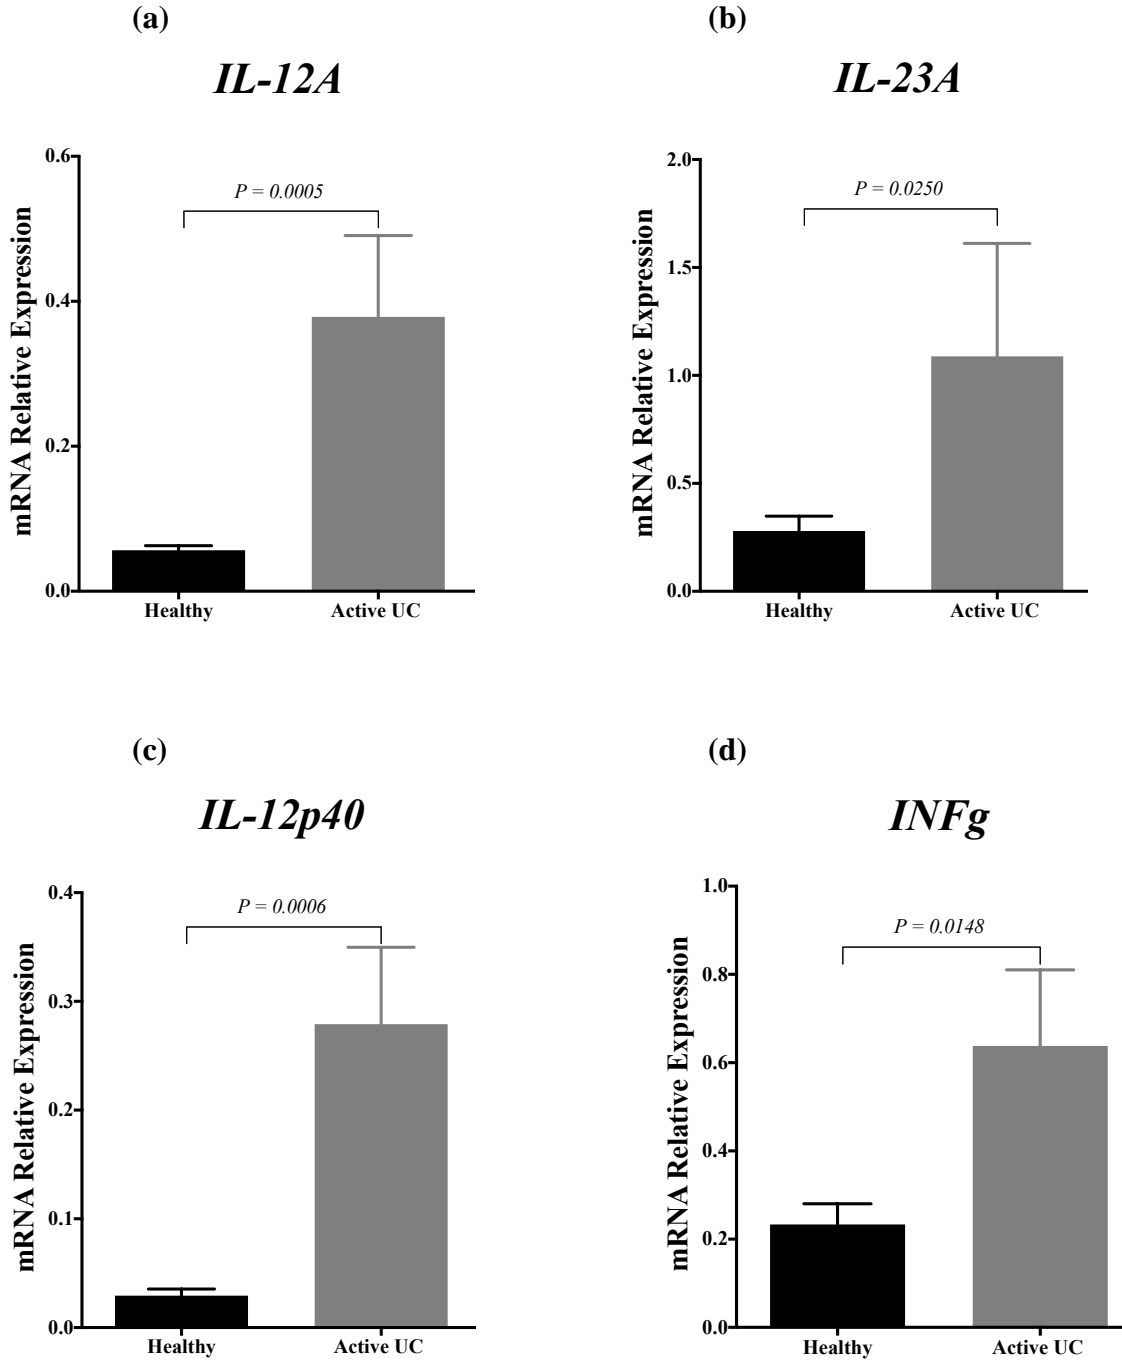 (a)
IL-12A
mRNA Relative Expression
0.6
0.4
0.2
0.0
P = 0.0005
Healthy
Active UC
(b)
IL-23A
mRNA Relative Expression
2.0
1.5
1.0
0.5
0.0
P = 0.0250
Healthy
Active UC
(c)
IL-12p40
mRNA Relative Expression
0.4
0.3
0.2
0.1
0.0
P = 0.0006
Healthy
Active UC
(d)
INFg
mRNA Relative Expression
1.0
0.8
0.6
0.4
0.2
0.0
P = 0.0148
Healthy
Active UC